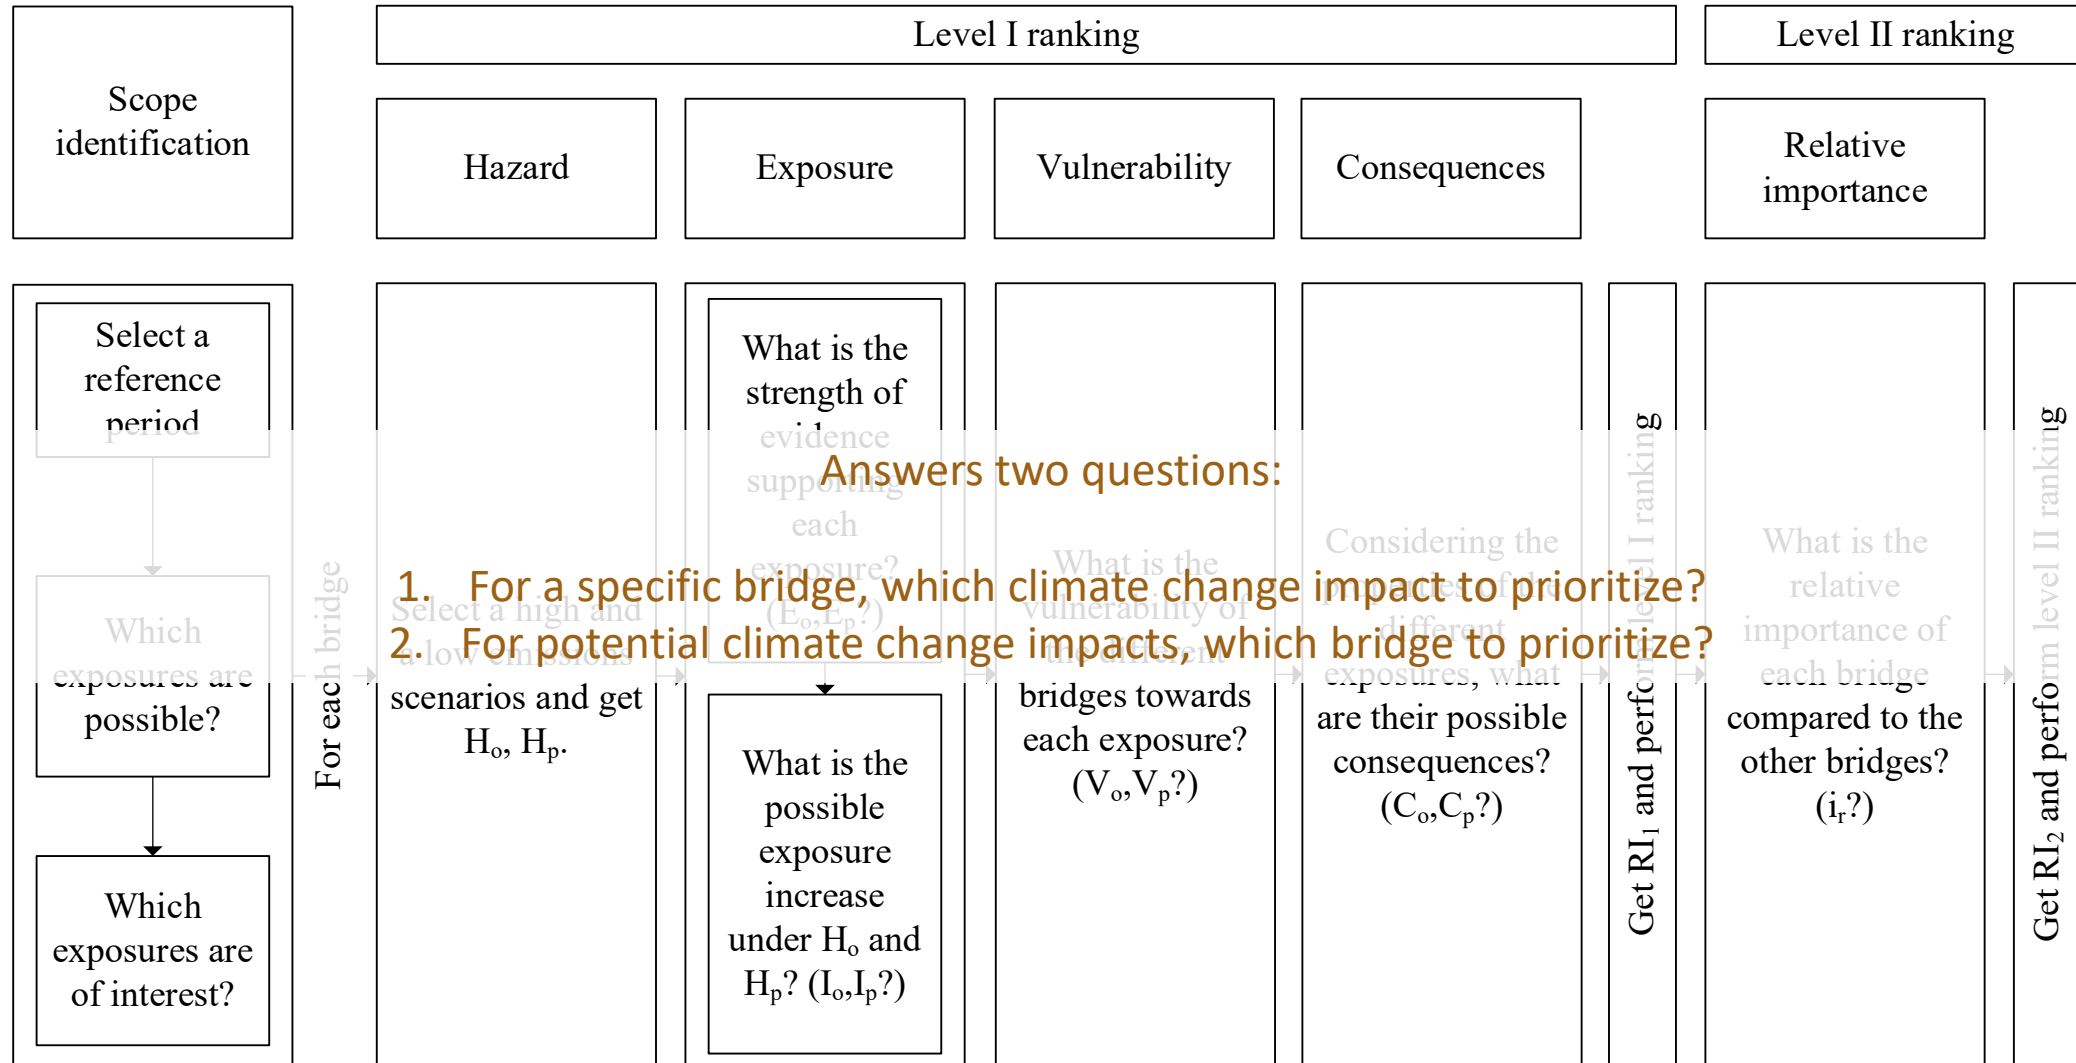 Scope
identification
Level I ranking
Level II ranking
Hazard
Exposure
Vulnerability
Consequences
Relative
importance
Select a
reference
period
Which
exposures are
possible?
Which
exposures are
of interest?
For each bridge
Select a high and
a low emissions
scenarios and get
Hₒ, Hₚ.
What is the
strength of
evidence
supporting
each
exposure?
(Eₒ,Eₚ?)
What is the
possible
exposure
increase
under Hₒ and
Hₚ? (Iₒ,Iₚ?)
What is the
vulnerability of
the different
bridges towards
each exposure?
(Vₒ,Vₚ?)
Considering the
properties of the
different
exposures, what
are their possible
consequences?
(Cₒ,Cₚ?)
Get RI₁ and perform level I ranking
What is the
relative
importance of
each bridge
compared to the
other bridges?
(iᵣ?)
Get RI₂ and perform level II ranking
Answers two questions:
1. For a specific bridge, which climate change impact to prioritize?
2. For potential climate change impacts, which bridge to prioritize?